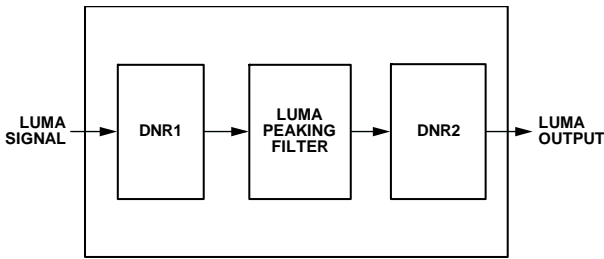 LUMA
SIGNAL
DNR1
LUMA
PEAKING
FILTER
DNR2
LUMA
OUTPUT